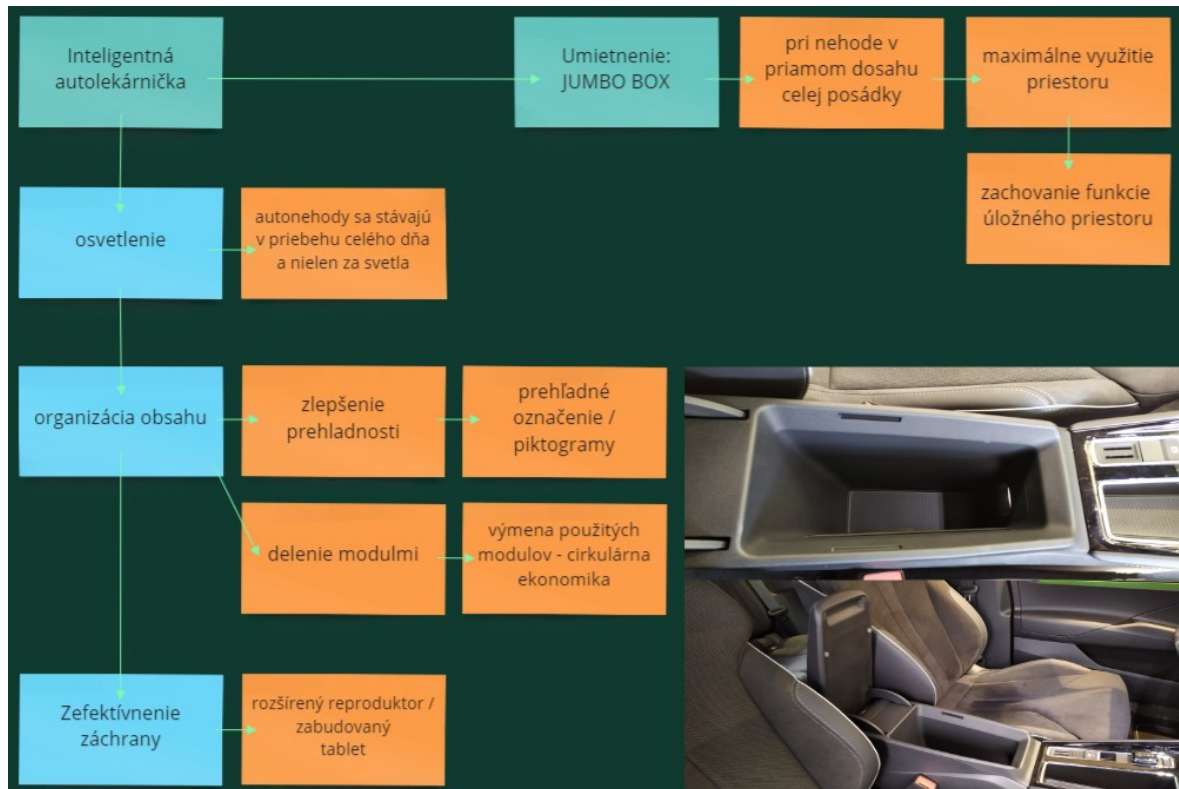 Inteligentná
autolekárnička
Umietnenie:
JUMBO BOX
pri nehode v
priamom dosahu
celej posádky
maximálne využitie
priestoru
zachovanie funkcie
úložného priestoru
osvetlenie
autonehody sa stávajú
v priebehu celého dňa
a nielen za svetla
organizácia obsahu
zlepšenie
prehladnosti
prehľadné
označenie /
piktogramy
delenie modulmi
výmena použitých
modulov - cirkulárna
ekonomika
Zefektívnenie
záchrany
rozšírený reproduktor /
zabudovaný
tablet